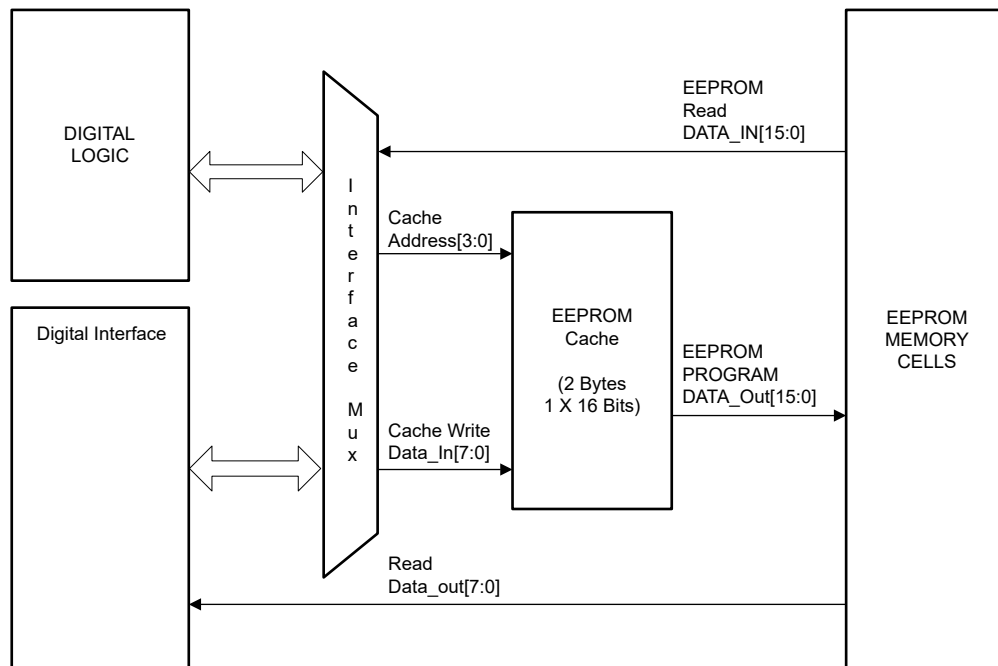 DIGITAL
LOGIC
Digital Interface
I
n
t
e
r
f
a
c
e
M
u
x
EEPROM
Read
DATA_IN[15:0]
Cache
Address[3:0]
EEPROM
Cache
(2 Bytes
1 X 16 Bits)
EEPROM
PROGRAM
DATA_Out[15:0]
Cache Write
Data_In[7:0]
Read
Data_out[7:0]
EEPROM
MEMORY
CELLS